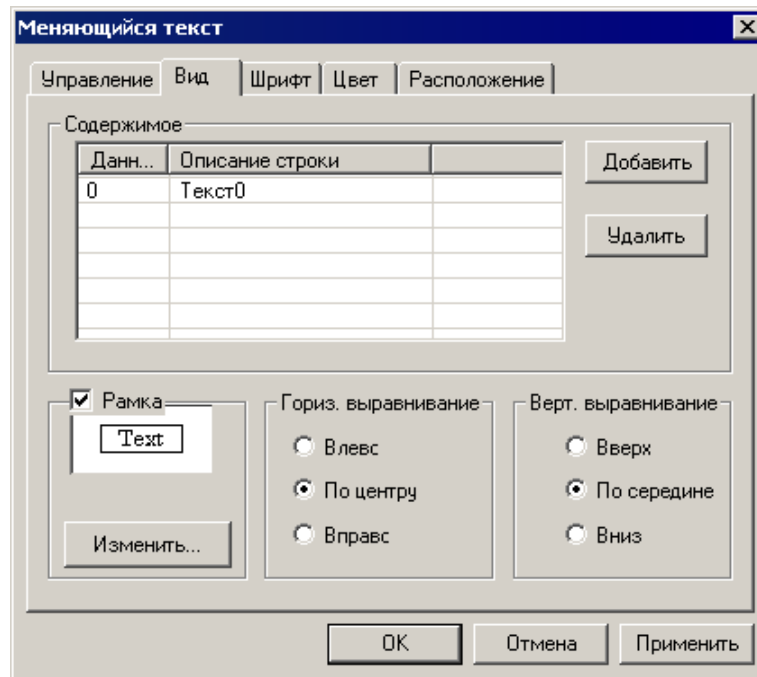 Меняющийся текст
Управление Вид Шрифт Цвет Расположение
Содержимое
Данн... Описание строки
Добавить
0 Текст0
Удалить
Рамка
Text
Изменить...
Гориз. выравнивание
Влевс
По центру
Вправс
Верт. выравнивание
Вверх
По середине
Вниз
OK Отмена Применить